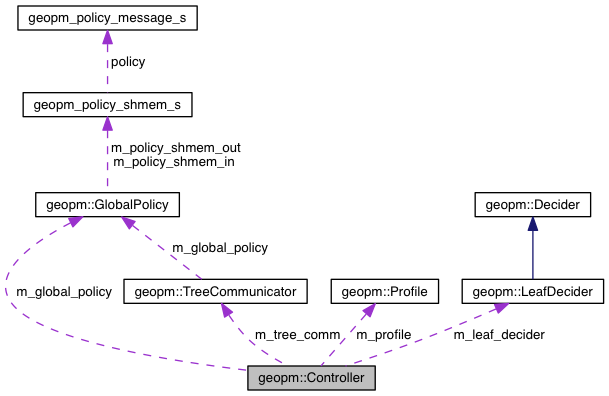 geopm_policy_message_s
policy
geopm_policy_shmem_s
m_policy_shmem_out
m_policy_shmem_in
geopm::GlobalPolicy
geopm::Decider
m_global_policy
m_global_policy
geopm::TreeCommunicator
geopm::Profile
geopm::LeafDecider
m_tree_comm
m_profile
m_leaf_decider
geopm::Controller